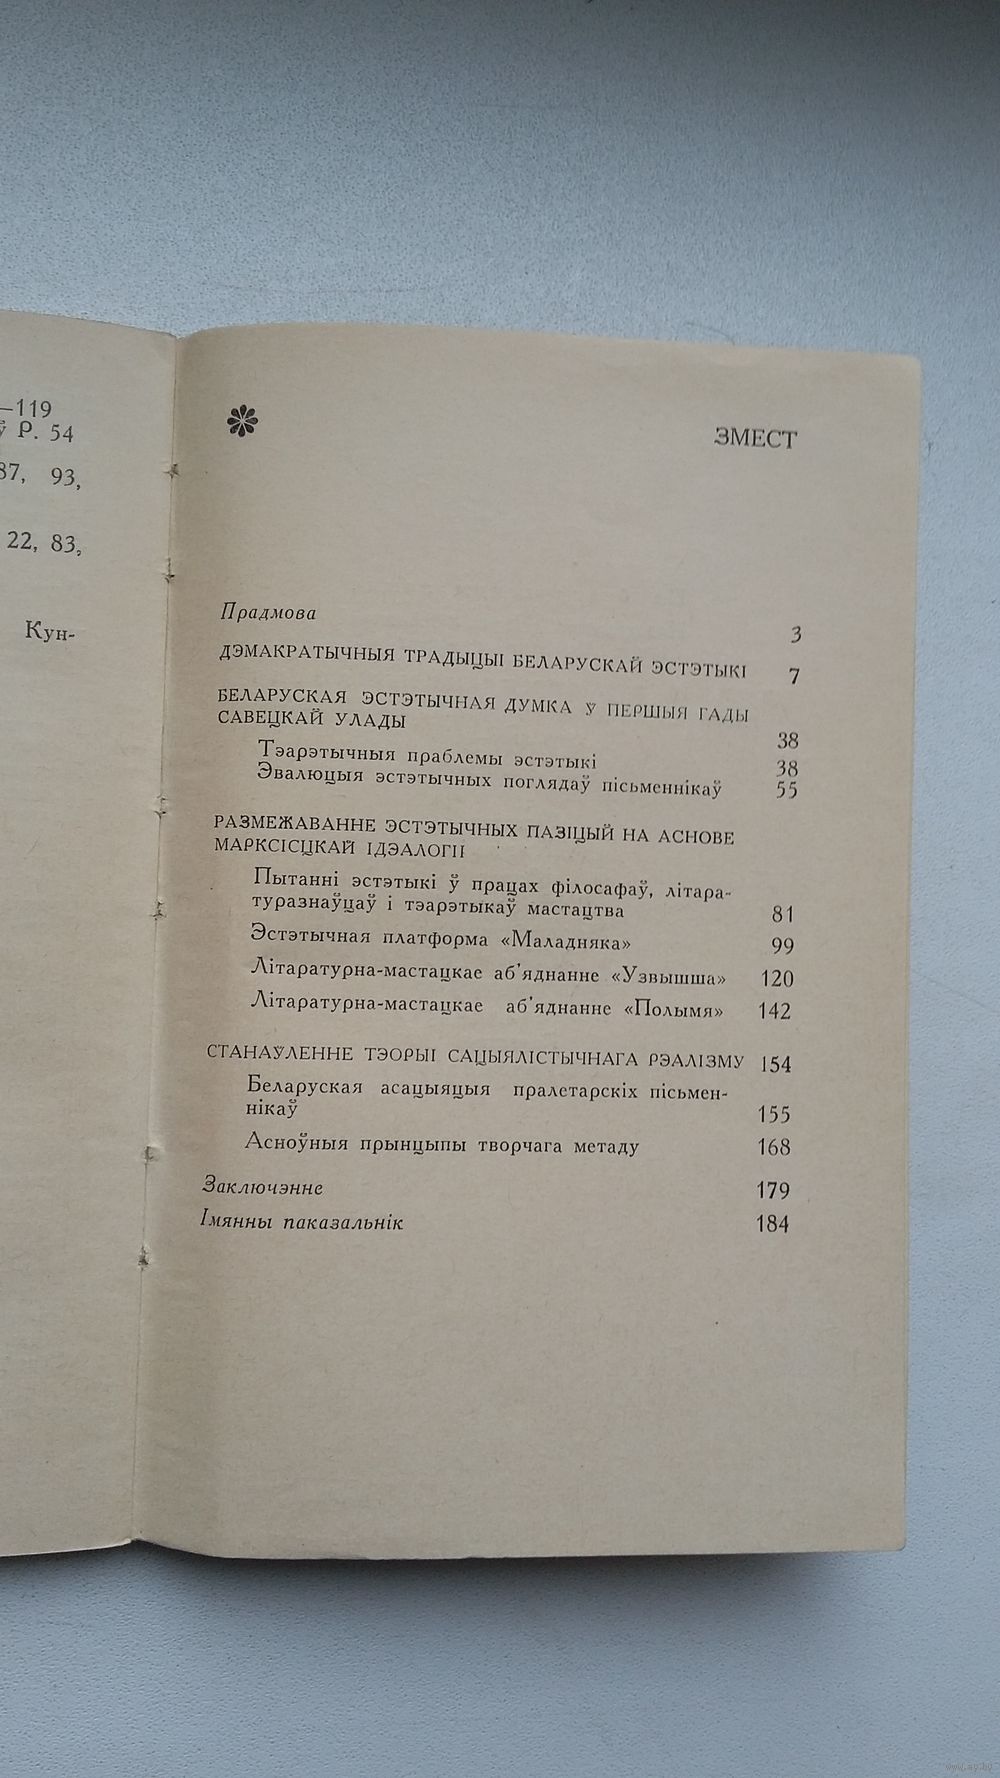 —119
ў Р. 54
87, 93,
22, 83,
Кун-
ЗМЕСТ
Прадмова 3
ДЭМАКРАТЫЧНЫЯ ТРАДЫЦЫІ БЕЛАРУСКАЙ ЭСТЭТЫКІ 7
БЕЛАРУСКАЯ ЭСТЭТЫЧНАЯ ДУМКА Ў ПЕРШЫЯ ГАДЫ
САВЕЦКАЙ УЛАДЫ 38
Тэарэтычныя праблемы эстэтыкі 38
Эвалюцыя эстэтычных поглядаў пісьменнікаў 55
РАЗМЕЖАВАННЕ ЭСТЭТЫЧНЫХ ПАЗІЦЫЙ НА АСНОВЕ
МАРКСІСЦКАЙ ІДЭАЛОГІІ
Пытанні эстэтыкі ў працах філосафаў, літара-
туразнаўцаў і тэарэтыкаў мастацтва 81
Эстэтычная платформа «Маладняка» 99
Літаратурна-мастацкае аб'яднанне «Узвышша» 120
Літаратурна-мастацкае аб'яднанне «Полымя» 142
СТАНАЎЛЕННЕ ТЭОРЫІ САЦЫЯЛІСТЫЧНАГА РЭАЛІЗМУ 154
Беларуская асацыяцыя пралетарскіх пісьмен-
нікаў 155
Асноўныя прынцыпы творчага метаду 168
Заключэнне 179
Імянны паказальнік 184